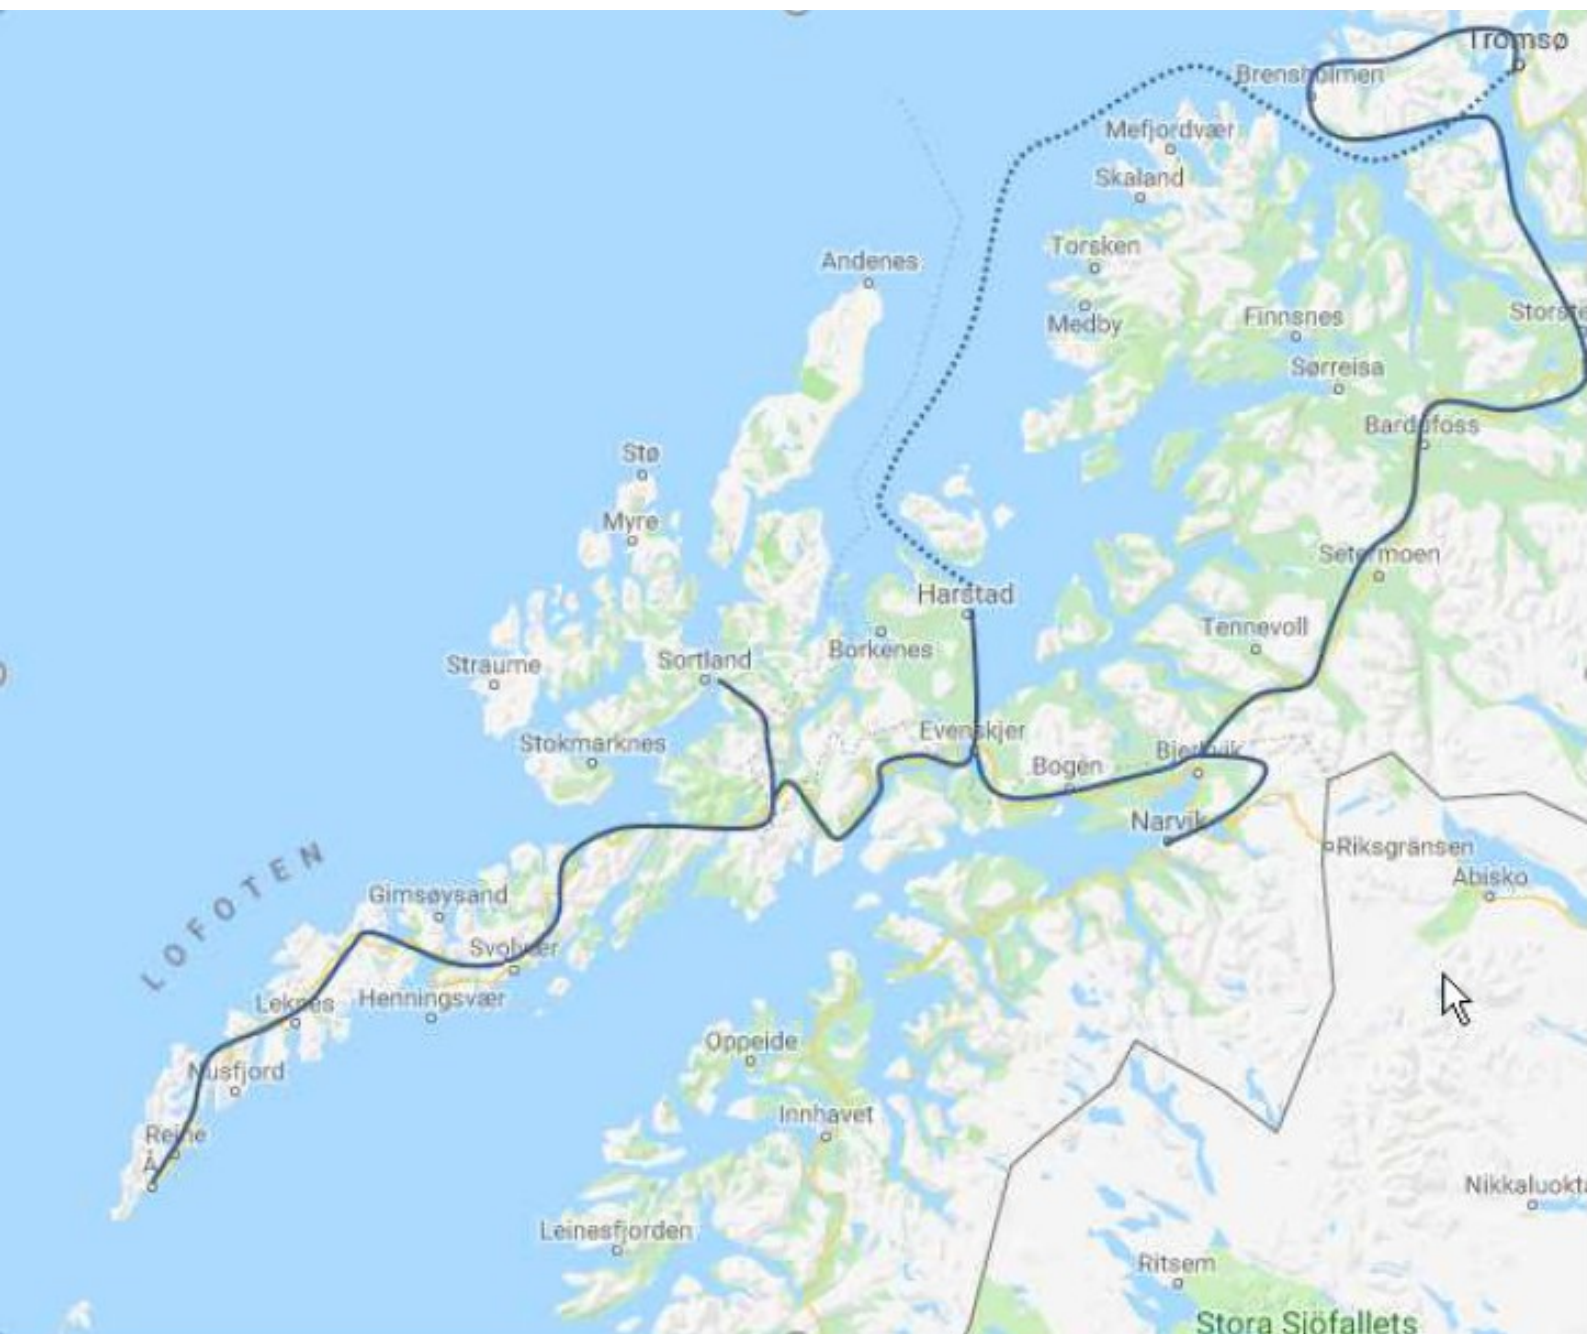 Tromsø
Brensholmen
Mefjordvær
Skaland
Torsken
Andenes
Medby
Finnsnes
Storste
Sørreisa
Bardufoss
Stø
Myre
Setermoen
Harstad
Tennevoll
Borkenes
Straume
Sortland
Evenskjer
Stokmarknes
Bogen
Bjerkvik
Narvik
Riksgränsen
LOFOTEN
Abisko
Gimsøysand
Svolvær
Leknes
Henningsvær
Oppeide
Nusfjord
Innhavet
Reine
Å
Nikkaluokta
Leinesfjorden
Ritsem
Stora Sjöfallets